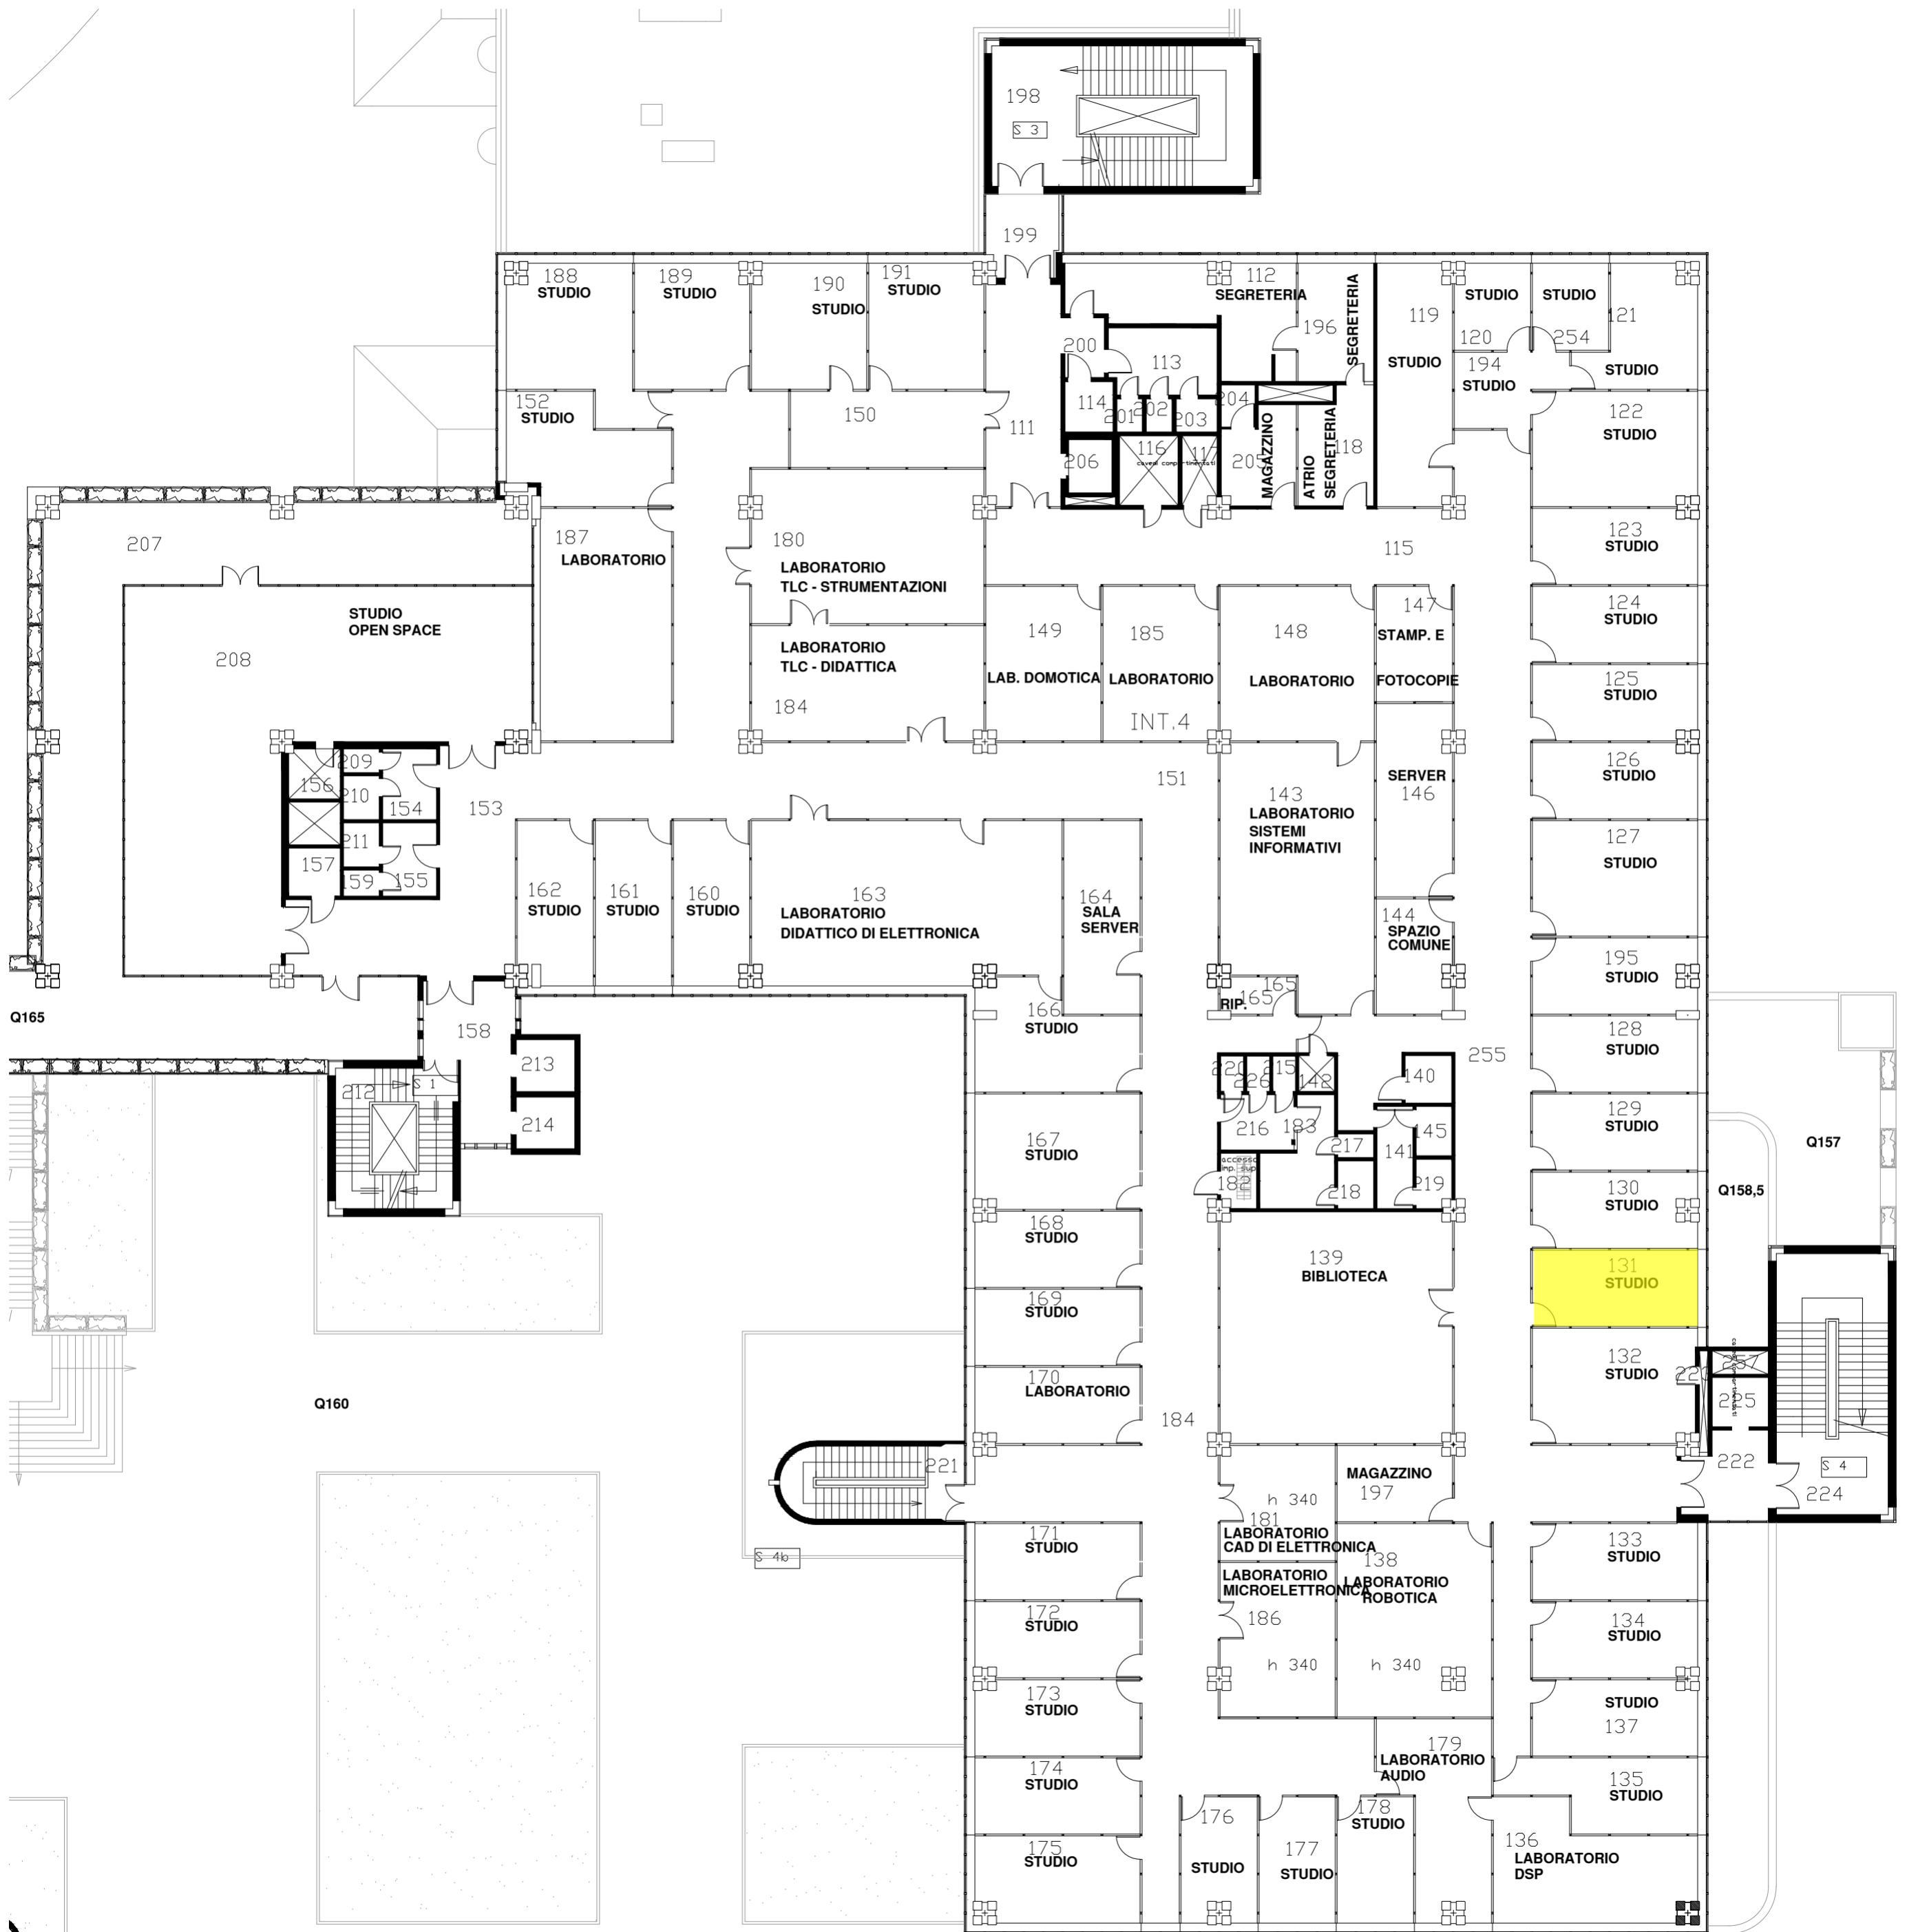 198
S 3
199
188
STUDIO
189
STUDIO
190
STUDIO
191
STUDIO
112
SEGRETERIA
196
SEGRETERIA
119
STUDIO
STUDIO
120
STUDIO
254
121
STUDIO
194
STUDIO
200
113
114
201
202
203
204
152
STUDIO
150
111
206
116
117
205
MAGAZZINO
ATRIO
SEGRETERIA
118
122
STUDIO
207
187
LABORATORIO
180
LABORATORIO
TLC - STRUMENTAZIONI
115
123
STUDIO
STUDIO
OPEN SPACE
208
LABORATORIO
TLC - DIDATTICA
184
149
LAB. DOMOTICA
185
LABORATORIO
INT.4
148
LABORATORIO
147
STAMP. E
FOTOCOPIE
124
STUDIO
125
STUDIO
156
209
210
154
153
211
157
159
155
151
143
LABORATORIO
SISTEMI
INFORMATIVI
SERVER
146
126
STUDIO
127
STUDIO
162
STUDIO
161
STUDIO
160
STUDIO
163
LABORATORIO
DIDATTICO DI ELETTRONICA
164
SALA
SERVER
144
SPAZIO
COMUNE
195
STUDIO
Q165
158
213
214
212
S 1
166
STUDIO
RIP.
165
165
255
128
STUDIO
220
226
215
142
140
216
183
217
141
145
accesso
imp. sup.
182
218
219
167
STUDIO
129
STUDIO
Q157
130
STUDIO
Q158,5
168
STUDIO
139
BIBLIOTECA
131
STUDIO
169
STUDIO
170
LABORATORIO
132
STUDIO
225
Q160
184
221
S 4b
222
S 4
224
MAGAZZINO
197
h 340
181
LABORATORIO
CAD DI ELETTRONICA
LABORATORIO
MICROELETTRONICA
186
h 340
138
LABORATORIO
ROBOTICA
h 340
171
STUDIO
172
STUDIO
173
STUDIO
174
STUDIO
175
STUDIO
133
STUDIO
134
STUDIO
STUDIO
137
179
LABORATORIO
AUDIO
135
STUDIO
176
STUDIO
177
STUDIO
178
STUDIO
136
LABORATORIO
DSP